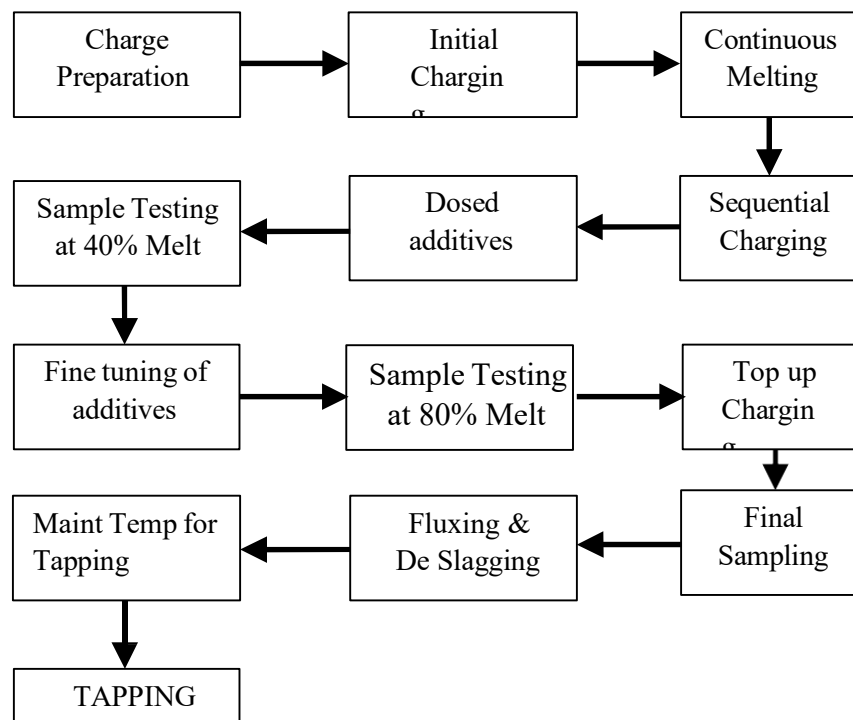 Charge
Preparation
Initial
Chargin
g
Continuous
Melting
Sequential
Charging
Dosed
additives
Sample Testing
at 40% Melt
Fine tuning of
additives
Sample Testing
at 80% Melt
Top up
Chargin
g
Final
Sampling
Fluxing &
De Slagging
Maint Temp for
Tapping
TAPPING